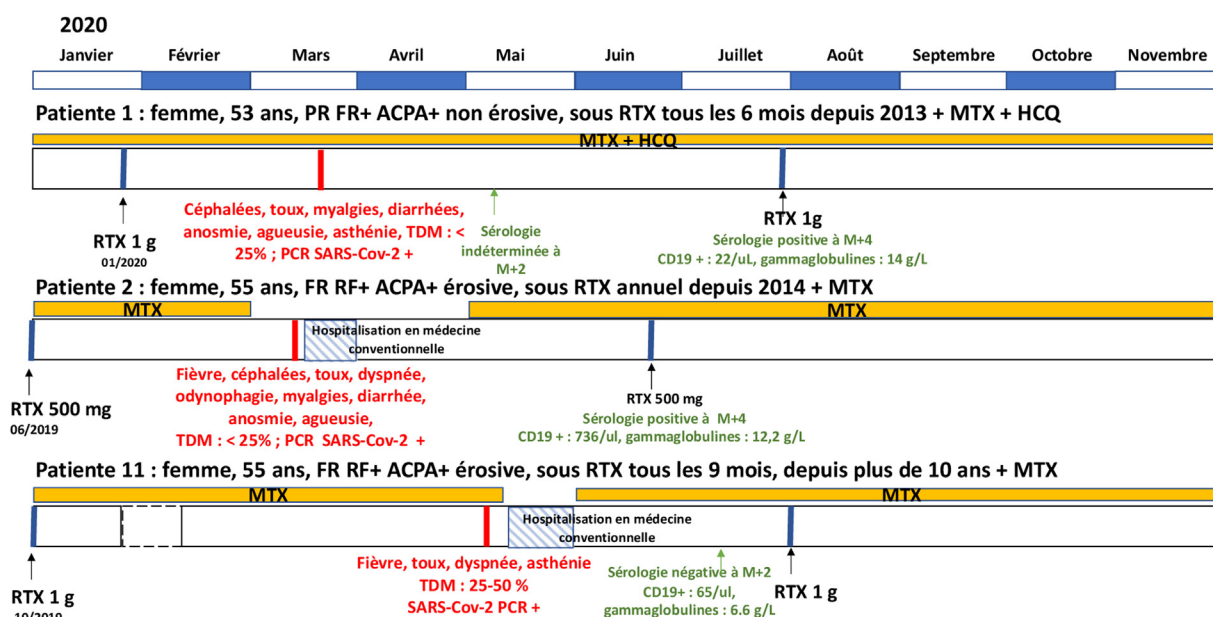 2020
Janvier Février Mars Avril Mai Juin Juillet Août Septembre Octobre Novembre
Patiente 1 : femme, 53 ans, PR FR+ ACPA+ non érosive, sous RTX tous les 6 mois depuis 2013 + MTX + HCQ
MTX + HCQ
RTX 1 g
01/2020
Céphalées, toux, myalgies, diarrhées,
anosmie, agueusie, asthénie, TDM : <
25% ; PCR SARS-Cov-2 +
Sérologie
indéterminée à
M+2
RTX 1g
Sérologie positive à M+4
CD19 + : 22/uL, gammaglobulines : 14 g/L
Patiente 2 : femme, 55 ans, FR RF+ ACPA+ érosive, sous RTX annuel depuis 2014 + MTX
MTX MTX
Hospitalisation en médecine
conventionnelle
RTX 500 mg
06/2019
Fièvre, céphalées, toux, dyspnée,
odynophagie, myalgies, diarrhée,
anosmie, agueusie,
TDM : < 25% ; PCR SARS-Cov-2 +
RTX 500 mg
Sérologie positive à M+4
CD19 + : 736/ul, gammaglobulines : 12,2 g/L
Patiente 11 : femme, 55 ans, FR RF+ ACPA+ érosive, sous RTX tous les 9 mois, depuis plus de 10 ans + MTX
MTX MTX
Hospitalisation en médecine
conventionnelle
RTX 1 g
10/2019
Fièvre, toux, dyspnée, asthénie
TDM : 25-50 %
SARS-Cov-2 PCR +
Sérologie négative à M+2
CD19+ : 65/ul,
gammaglobulines : 6.6 g/L
RTX 1 g